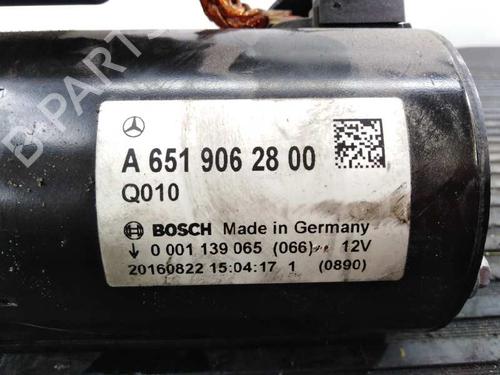 A 651 906 28 00
Q010
BOSCH Made in Germany
0 001 139 065 (066) 12V
20160822 15:04:17 1 (0890)